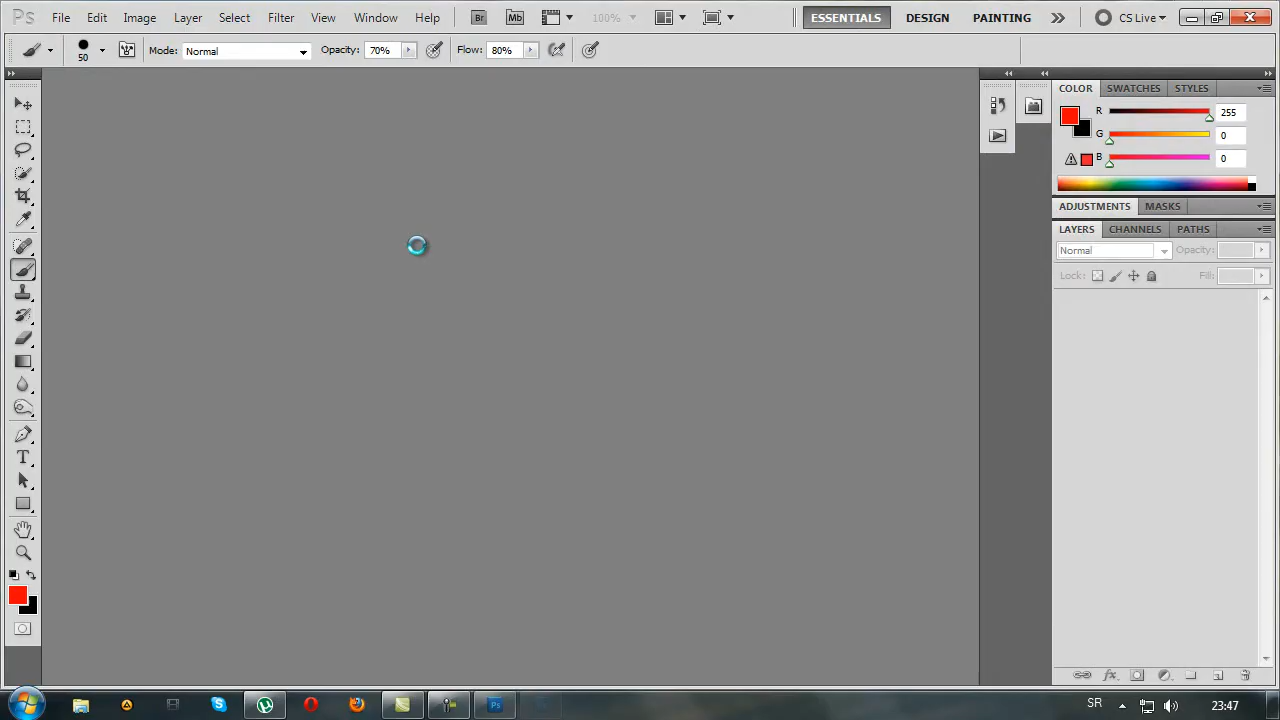 Ps File Edit Image Layer Select Filter View Window Help Br Mb 100% ESSENTIALS DESIGN PAINTING CS Live
50 Mode: Normal Opacity: 70% Flow: 80%
COLOR SWATCHES STYLES
R 255
G 0
B 0
ADJUSTMENTS MASKS
LAYERS CHANNELS PATHS
Normal Opacity:
Lock: Fill:
T
fx
Ps SR 23:47